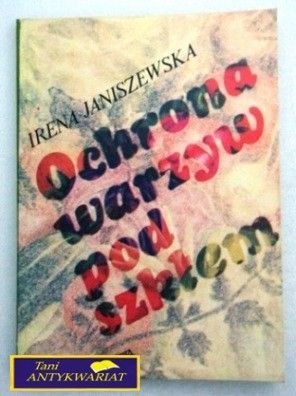 IRENA JANISZEWSKA
Ochrona
warzyw
pod
szkłem
Tani
ANTYKWARIAT